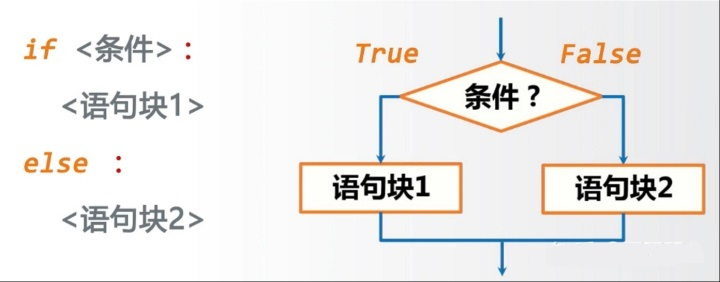 if <条件>：
<语句块1>
else ：
<语句块2>
True
False
条件？
语句块1
语句块2